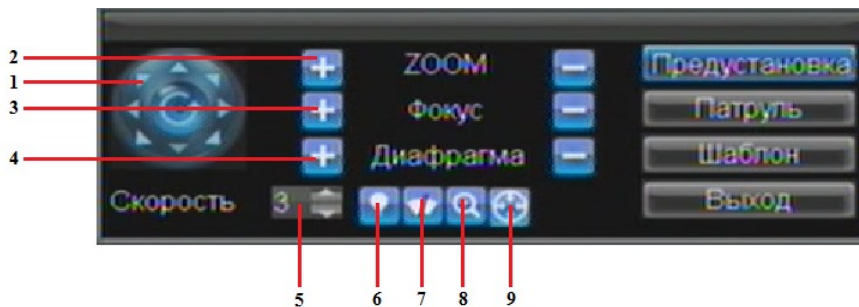 2 ZOOM Предустановка
1
3 Фокус Патруль
4 Диафрагма Шаблон
Скорость 3 Выход
5 6 7 8 9